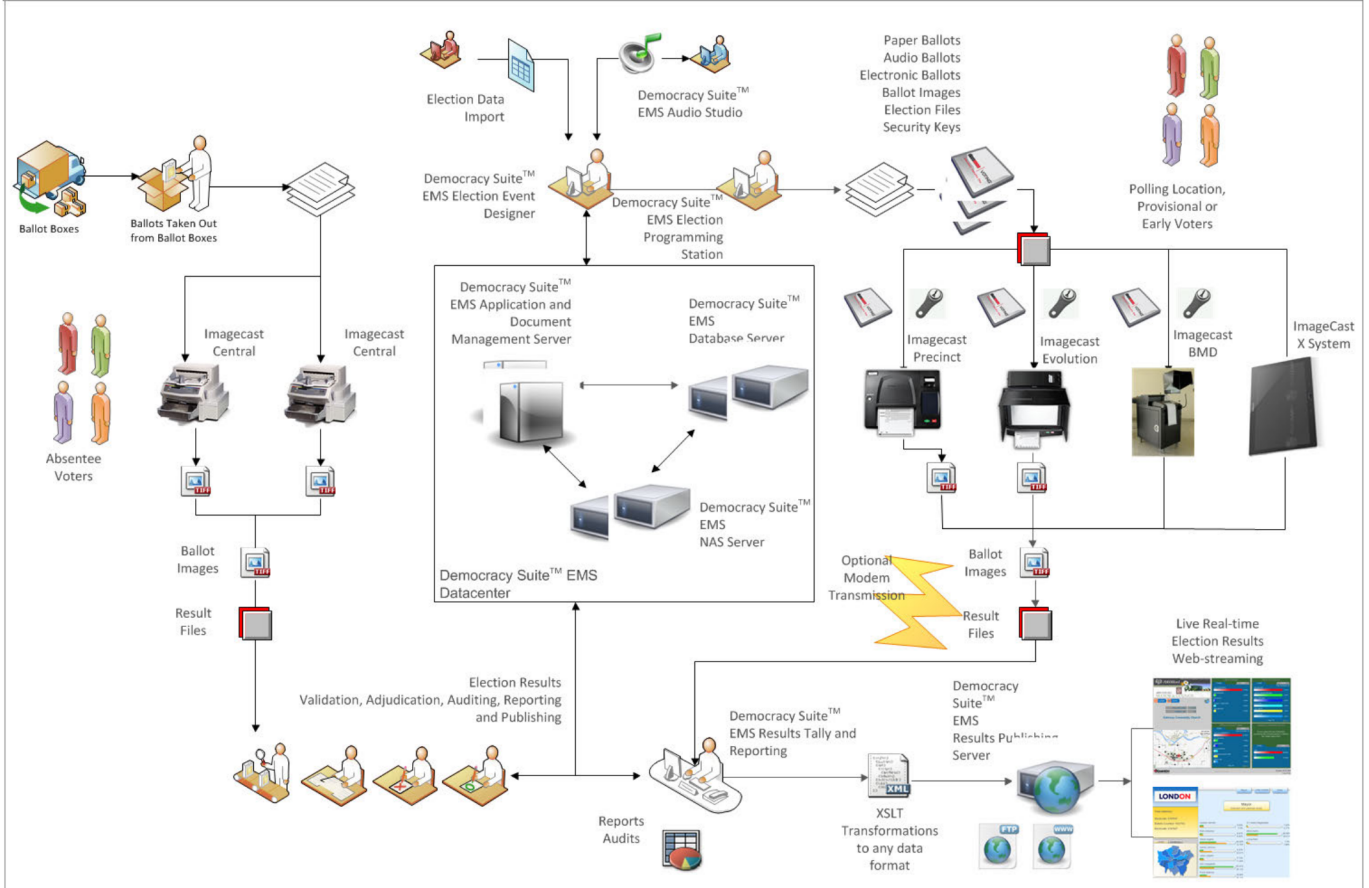 Election Data
Import
Democracy Suite™
EMS Audio Studio
Paper Ballots
Audio Ballots
Electronic Ballots
Ballot Images
Election Files
Security Keys
Ballot Boxes
Ballots Taken Out
from Ballot Boxes
Democracy Suite™
EMS Election Event
Designer
Democracy Suite™
EMS Election
Programming
Station
Polling Location,
Provisional or
Early Voters
Imagecast
Central
Imagecast
Central
Absentee
Voters
Democracy Suite™
EMS Application and
Document
Management Server
Democracy Suite™
EMS
Database Server
Democracy Suite™
EMS
NAS Server
Democracy Suite™ EMS
Datacenter
Imagecast
Precinct
Imagecast
Evolution
Imagecast
BMD
ImageCast
X System
TIFF
TIFF
TIFF
TIFF
Ballot
Images
TIFF
Result
Files
Optional
Modem
Transmission
Ballot
Images
TIFF
Result
Files
Election Results
Validation, Adjudication, Auditing, Reporting
and Publishing
Democracy Suite™
EMS Results Tally and
Reporting
Reports
Audits
XML
XSLT
Transformations
to any data
format
Democracy
Suite™
EMS
Results Publishing
Server
FTP
WWW
Live Real-time
Election Results
Web-streaming
LONDON